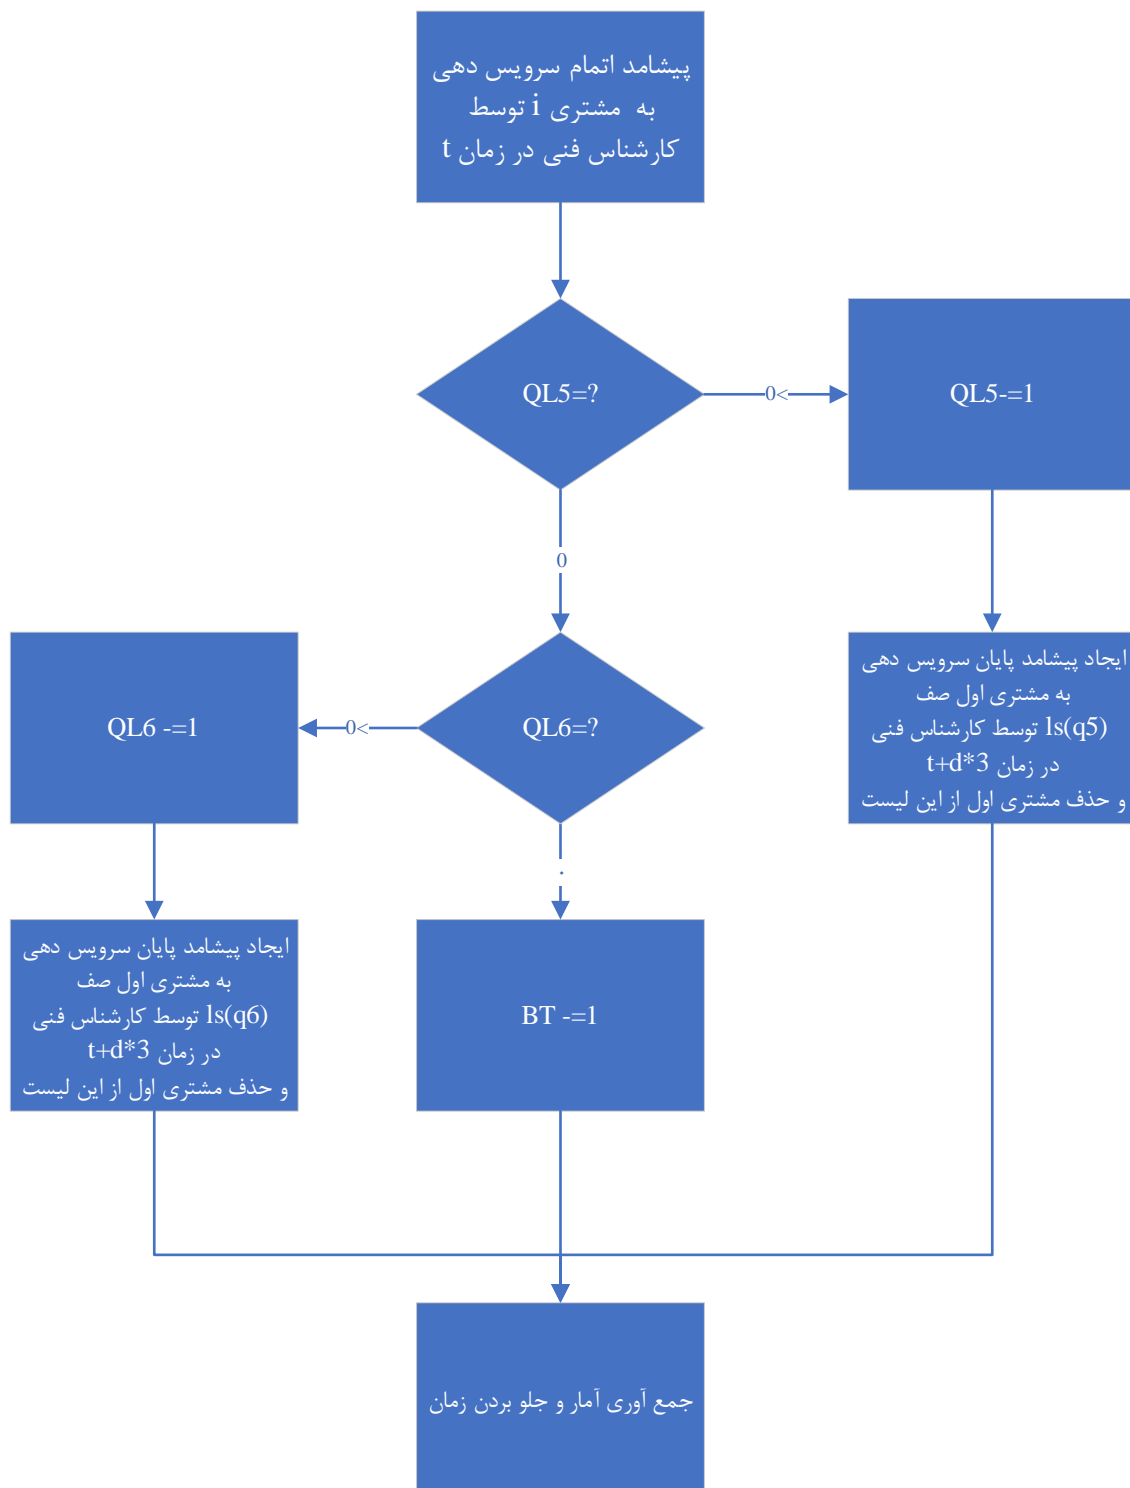 پیشامد اتمام سرویس دهی
به مشتری i توسط
کارشناس فنی در زمان t
QL5=?
0<
QL5-=1
0
ایجاد پیشامد پایان سرویس دهی
به مشتری اول صف
ls(q5) توسط کارشناس فنی
در زمان t+d*3
و حذف مشتری اول از این لیست
QL6=?
0<
QL6 -=1
.
ایجاد پیشامد پایان سرویس دهی
به مشتری اول صف
ls(q6) توسط کارشناس فنی
در زمان t+d*3
و حذف مشتری اول از این لیست
BT -=1
جمع آوری آمار و جلو بردن زمان